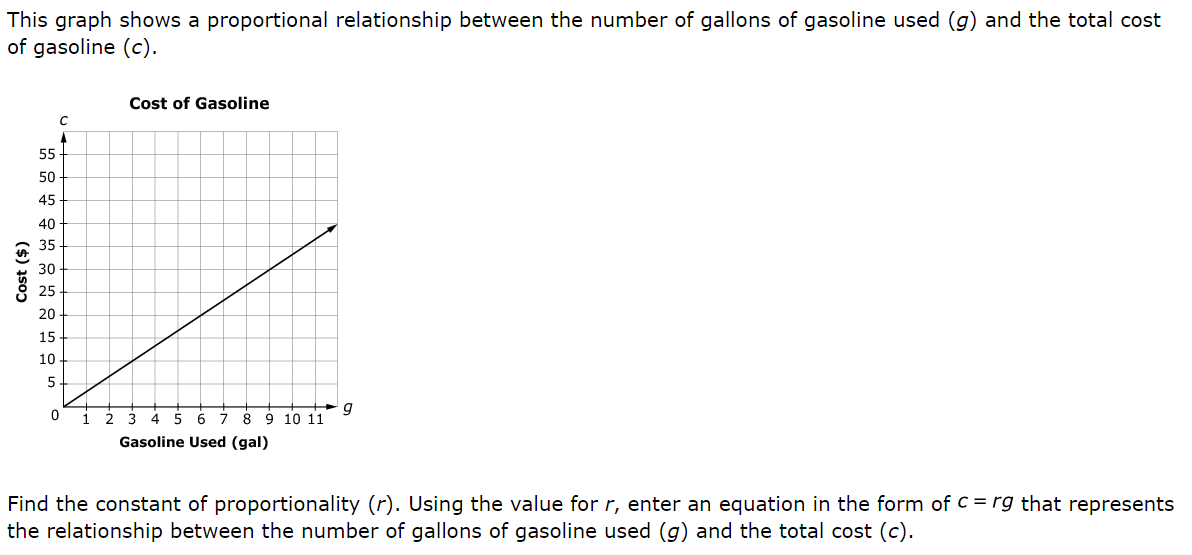 This graph shows a proportional relationship between the number of gallons of gasoline used (g) and the total cost
of gasoline (c).
Cost of Gasoline
c
55
50
45
40
35
30
25
20
15
10
5
Cost ($)
0 1 2 3 4 5 6 7 8 9 10 11 g
Gasoline Used (gal)
Find the constant of proportionality (r). Using the value for r, enter an equation in the form of c = rg that represents
the relationship between the number of gallons of gasoline used (g) and the total cost (c).